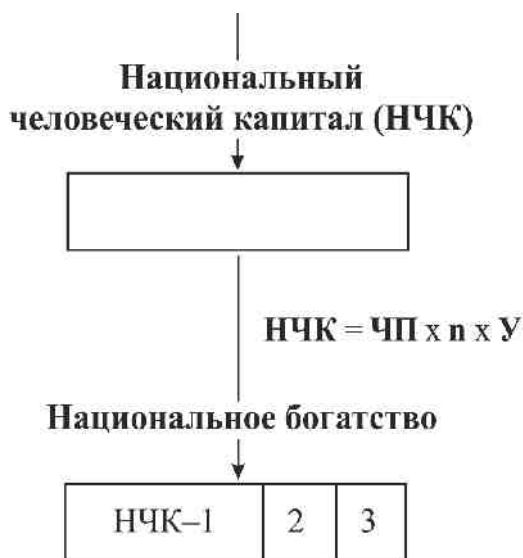 Национальный
человеческий капитал (НЧК)
НЧК = ЧП x n x У
Национальное богатство
НЧК–1 2 3